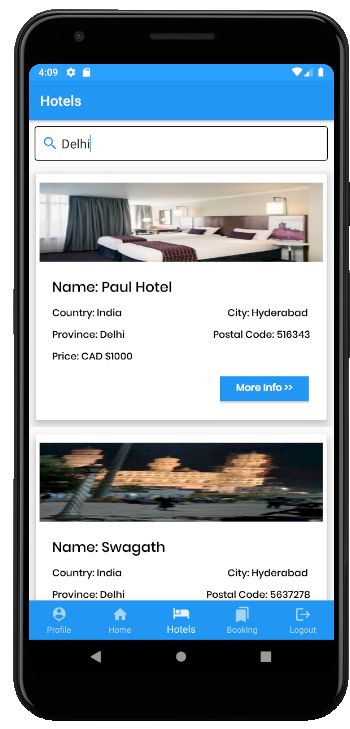 4:09
Hotels
Delhi
Name: Paul Hotel
Country: India City: Hyderabad
Province: Delhi Postal Code: 516343
Price: CAD $1000
More Info >>
Name: Swagath
Country: India City: Hyderabad
Province: Delhi Postal Code: 5637278
Profile Home Hotels Booking Logout